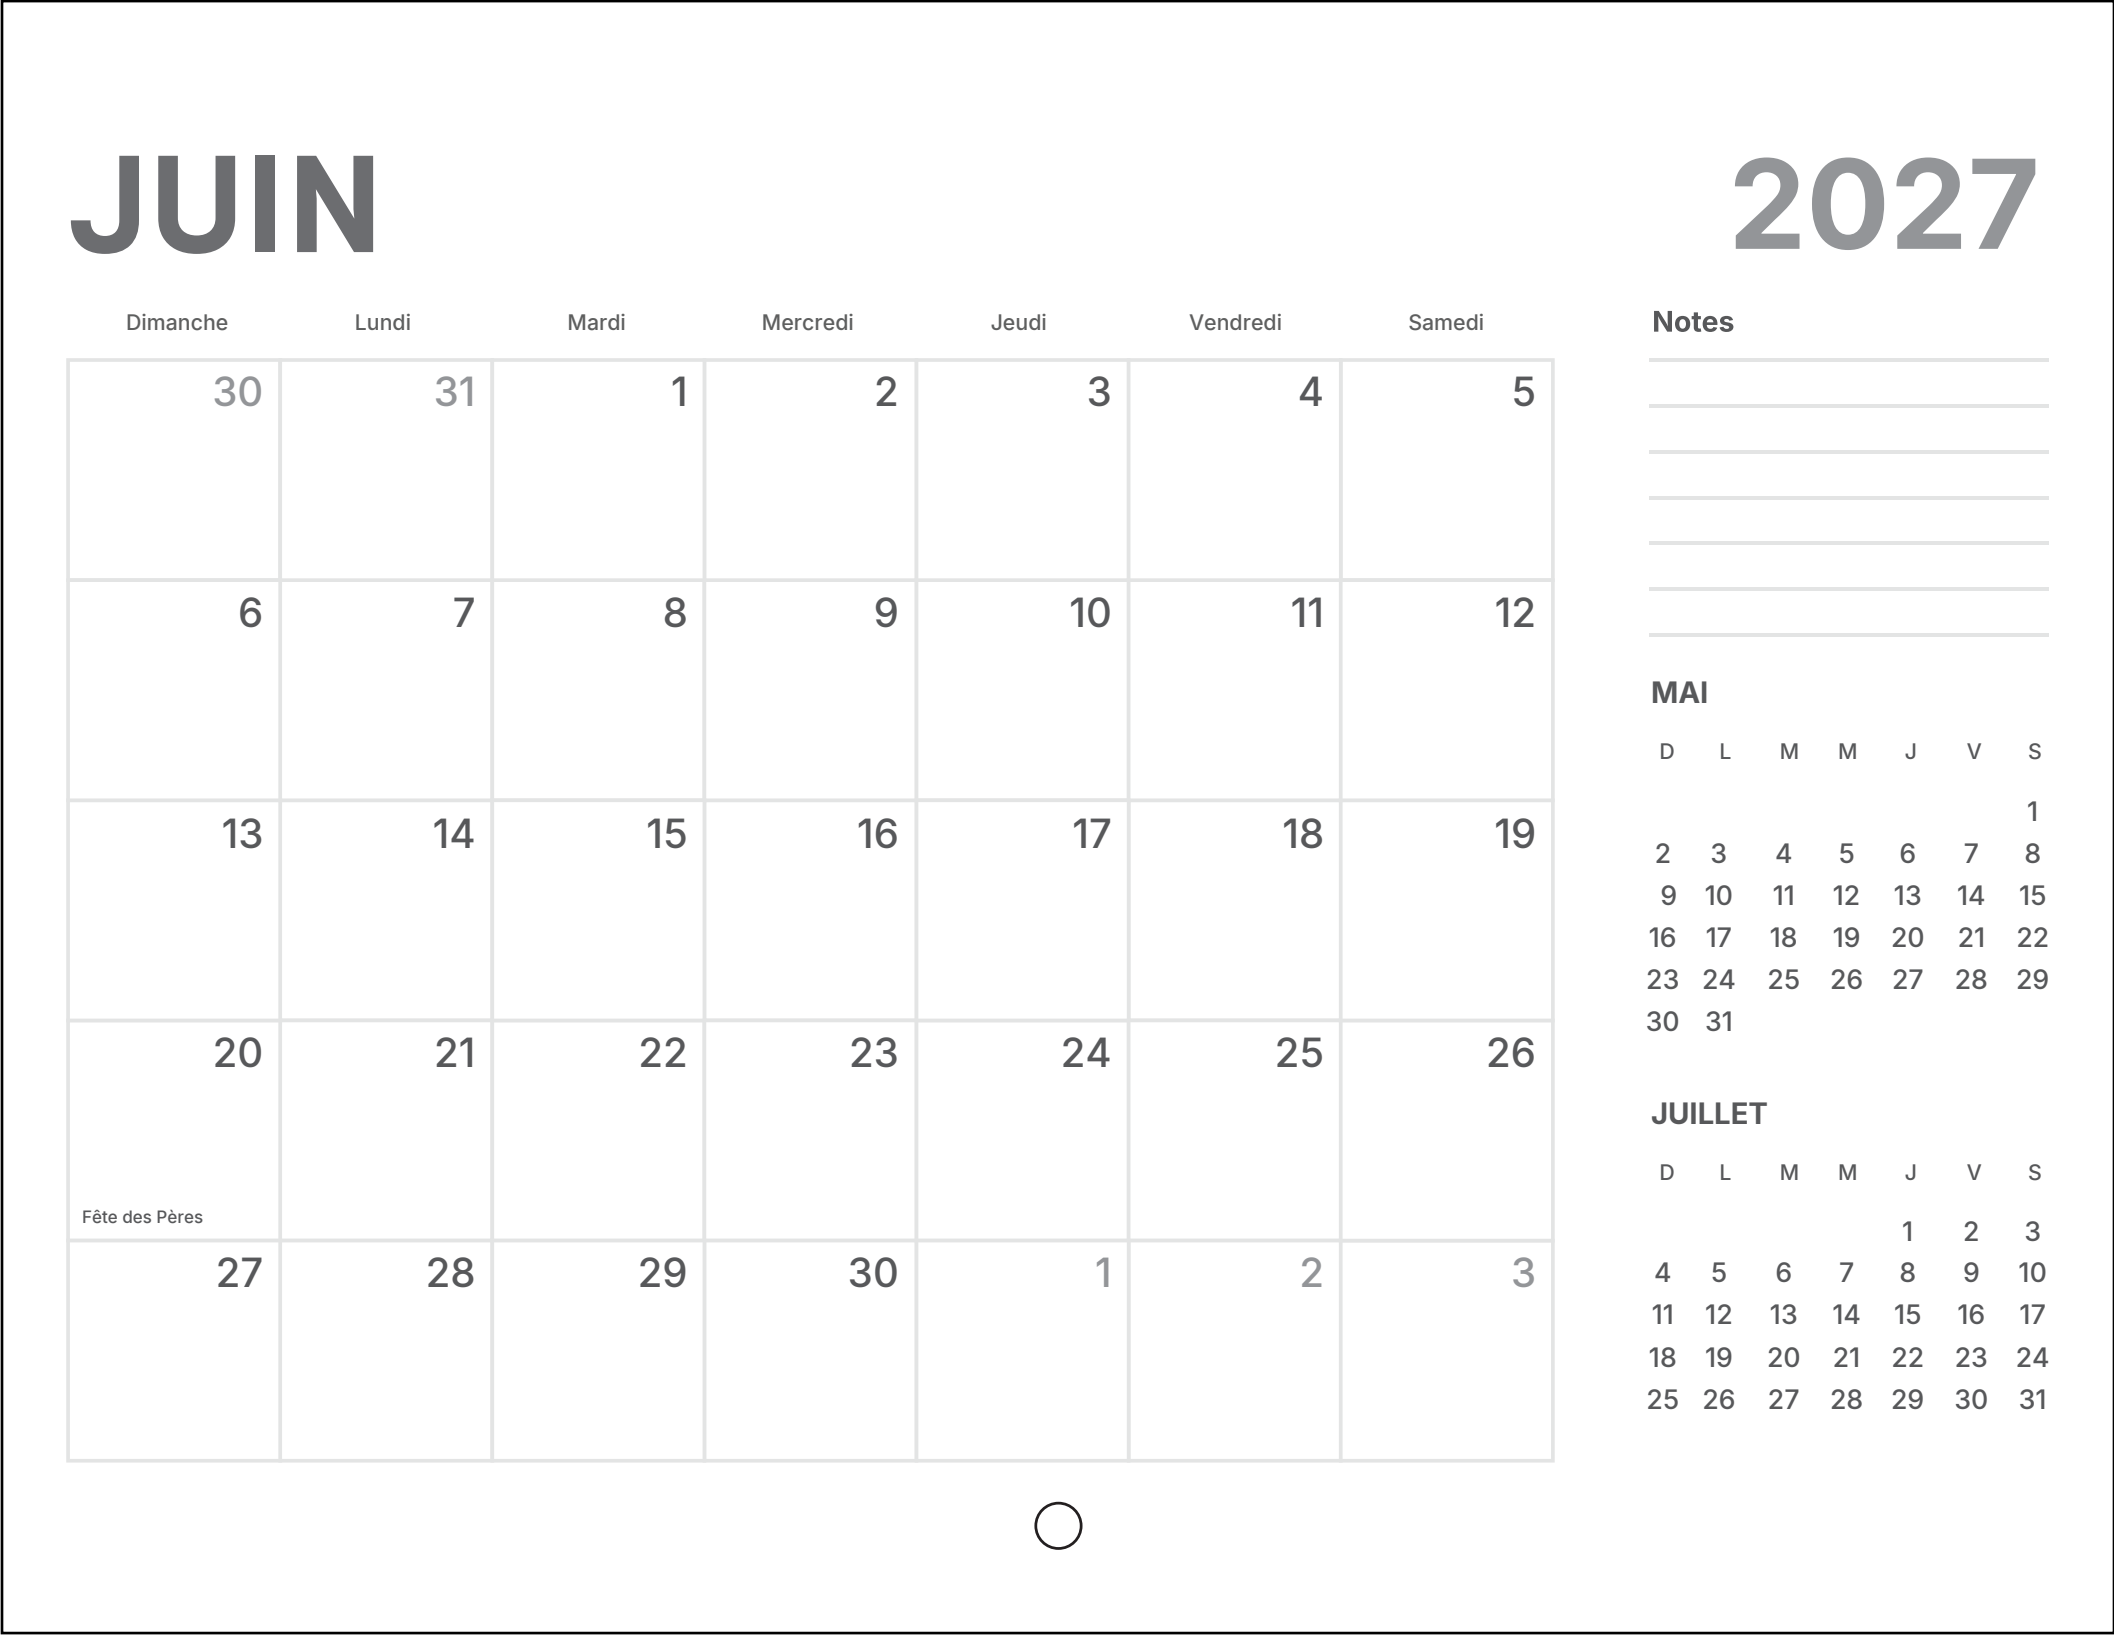 JUIN
2027
Dimanche Lundi Mardi Mercredi Jeudi Vendredi Samedi
30 31 1 2 3 4 5
6 7 8 9 10 11 12
13 14 15 16 17 18 19
20 21 22 23 24 25 26
Fête des Pères
27 28 29 30 1 2 3
Notes
MAI
D L M M J V S
1
2 3 4 5 6 7 8
9 10 11 12 13 14 15
16 17 18 19 20 21 22
23 24 25 26 27 28 29
30 31
JUILLET
D L M M J V S
1 2 3
4 5 6 7 8 9 10
11 12 13 14 15 16 17
18 19 20 21 22 23 24
25 26 27 28 29 30 31